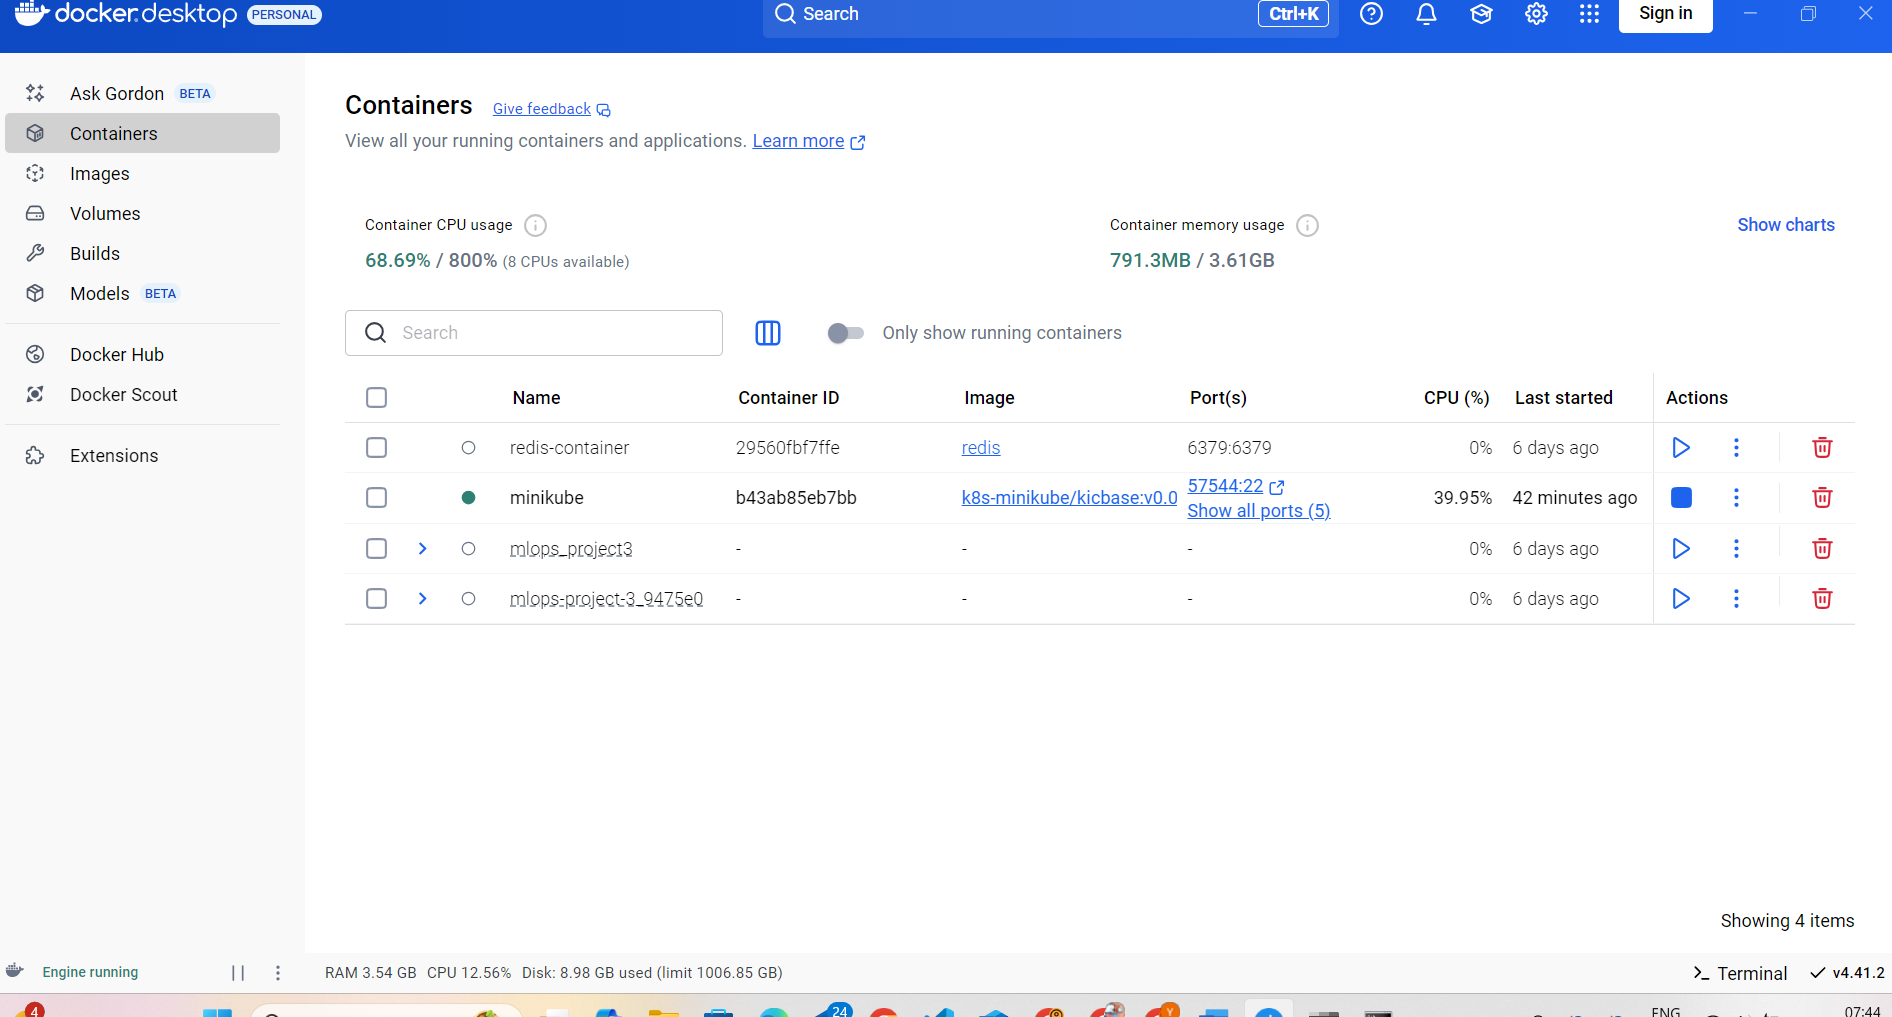 docker.desktop PERSONAL Search Ctrl+K Sign in
Ask Gordon BETA
Containers
Images
Volumes
Builds
Models BETA
Docker Hub
Docker Scout
Extensions
Containers Give feedback
View all your running containers and applications. Learn more
Container CPU usage
68.69% / 800% (8 CPUs available)
Container memory usage
791.3MB / 3.61GB
Show charts
Search
Only show running containers
Name Container ID Image Port(s) CPU (%) Last started Actions
redis-container 29560fbf7ffe redis 6379:6379 0% 6 days ago
minikube b43ab85eb7bb k8s-minikube/kicbase:v0.0 57544:22 39.95% 42 minutes ago
Show all ports (5)
mlops_project3 - - - 0% 6 days ago
mlops-project-3_9475e0 - - - 0% 6 days ago
Showing 4 items
Engine running RAM 3.54 GB CPU 12.56% Disk: 8.98 GB used (limit 1006.85 GB) Terminal v4.41.2
4 24 Y ENG 07:44